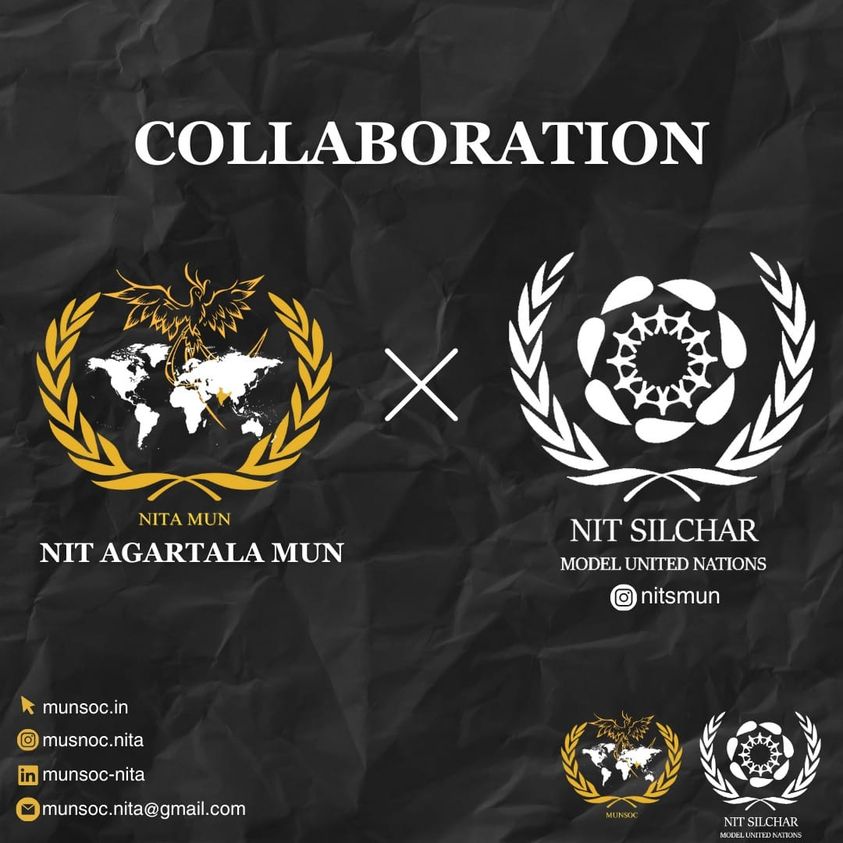 COLLABORATION
NITA MUN
NIT AGARTALA MUN
NIT SILCHAR
MODEL UNITED NATIONS
nitsmun
munsoc.in
musnoc.nita
munsoc-nita
munsoc.nita@gmail.com
MUNSOC
NIT SILCHAR
MODEL UNITED NATIONS